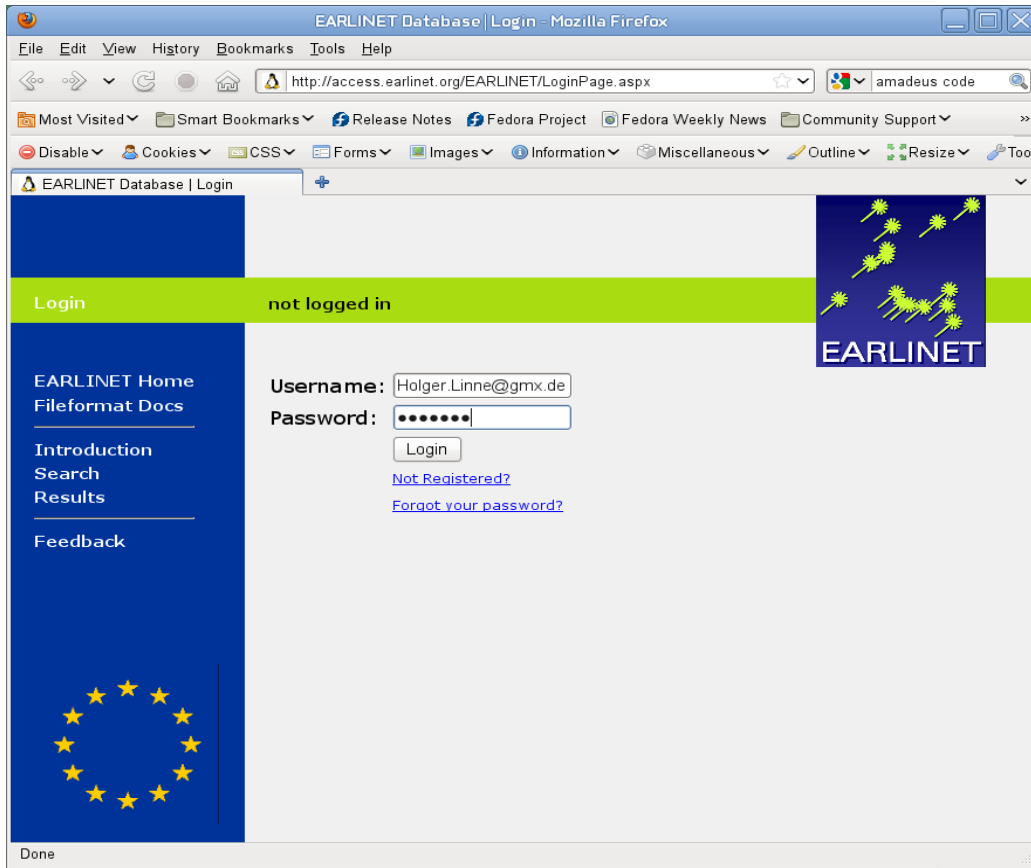 EARLINET Database | Login - Mozilla Firefox
File Edit View History Bookmarks Tools Help
http://access.earlinet.org/EARLINET/LoginPage.aspx amadeus code
Most Visited Smart Bookmarks Release Notes Fedora Project Fedora Weekly News Community Support »
Disable Cookies CSS Forms Images Information Miscellaneous Outline Resize Too
EARLINET Database | Login
Login not logged in
EARLINET
EARLINET Home
Fileformat Docs
Introduction
Search
Results
Feedback
Username: Holger.Linne@gmx.de
Password: •••••••
Login
Not Registered?
Forgot your password?
Done